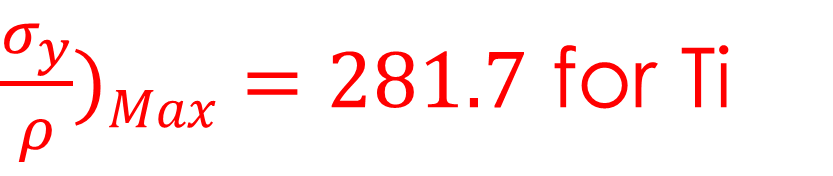 σy/ρ)Max = 281.7 for Ti